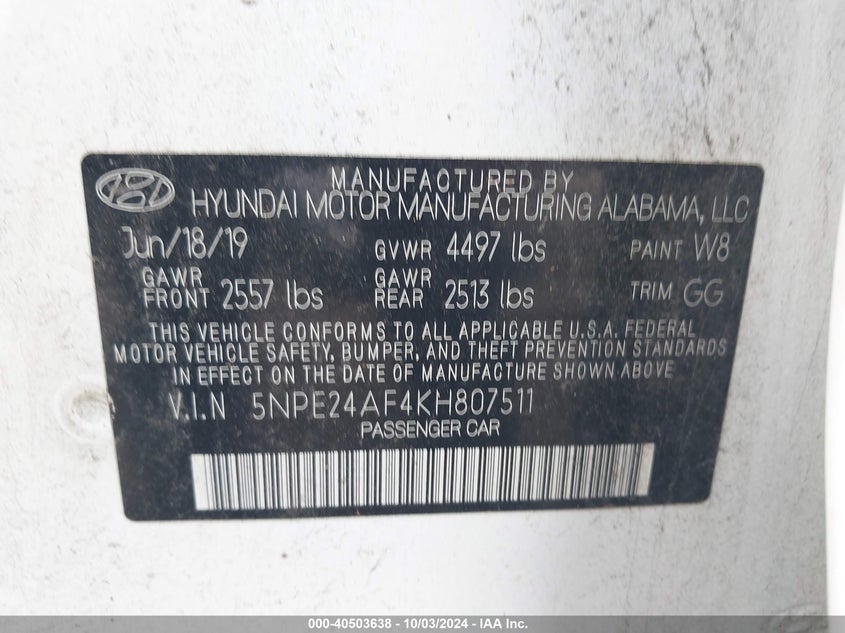 MANUFACTURED BY
HYUNDAI MOTOR MANUFACTURING ALABAMA, LLC
Jun/18/19 GVWR 4497 lbs PAINT W8
GAWR FRONT 2557 lbs GAWR REAR 2513 lbs TRIM GG
THIS VEHICLE CONFORMS TO ALL APPLICABLE U.S.A. FEDERAL
MOTOR VEHICLE SAFETY, BUMPER, AND THEFT PREVENTION STANDARDS
IN EFFECT ON THE DATE OF MANUFACTURE SHOWN ABOVE.
V.I.N 5NPE24AF4KH807511
PASSENGER CAR
000-40503638 - 10/03/2024 - IAA Inc.